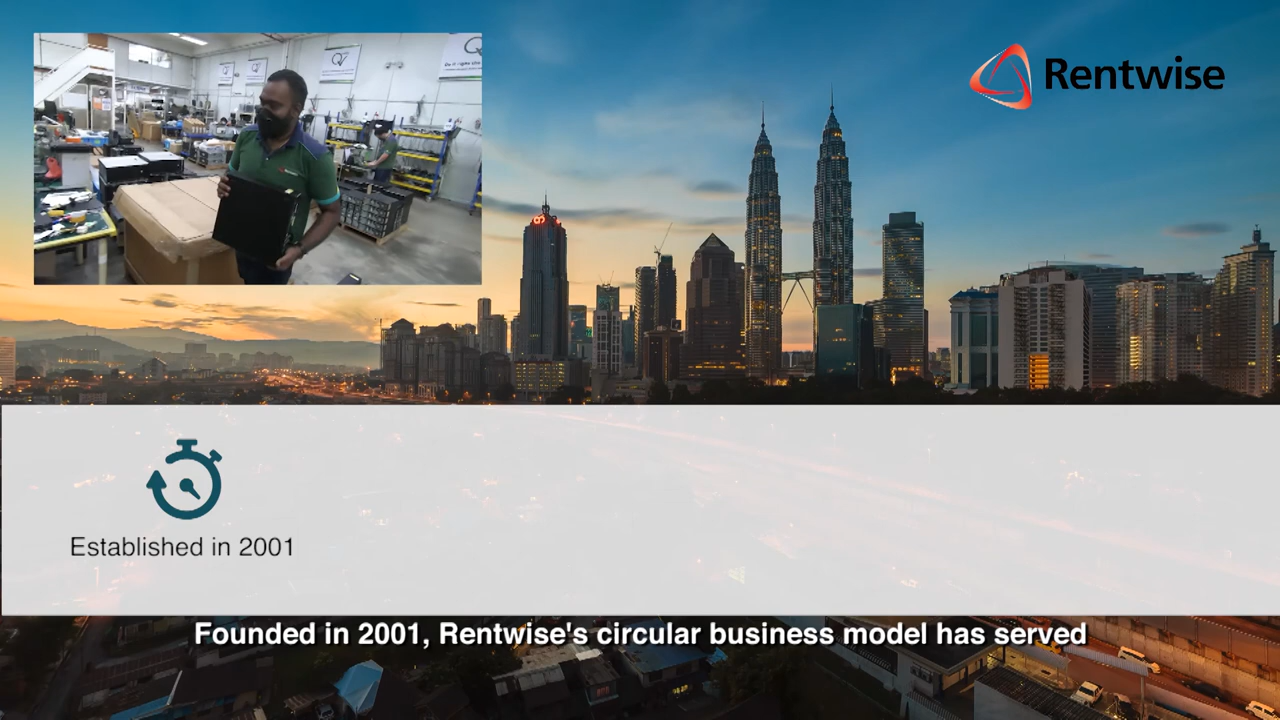 Rentwise
Established in 2001
Founded in 2001, Rentwise's circular business model has served